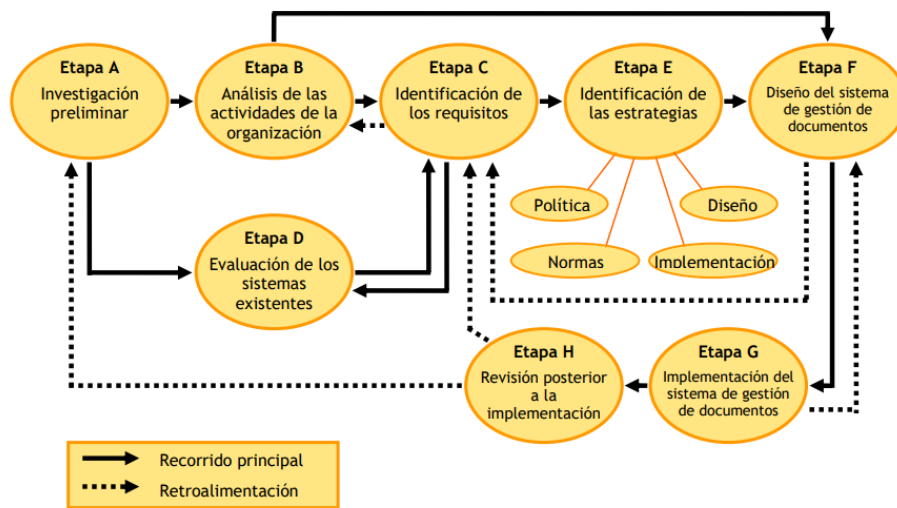 Etapa A
Investigación
preliminar
Etapa B
Análisis de las
actividades de la
organización
Etapa C
Identificación de
los requisitos
Etapa E
Identificación de
las estrategias
Etapa F
Diseño del sistema
de gestión de
documentos
Política
Diseño
Normas
Implementación
Etapa D
Evaluación de los
sistemas
existentes
Etapa H
Revisión posterior
a la
implementación
Etapa G
Implementación del
sistema de gestión
de documentos
Recorrido principal
Retroalimentación